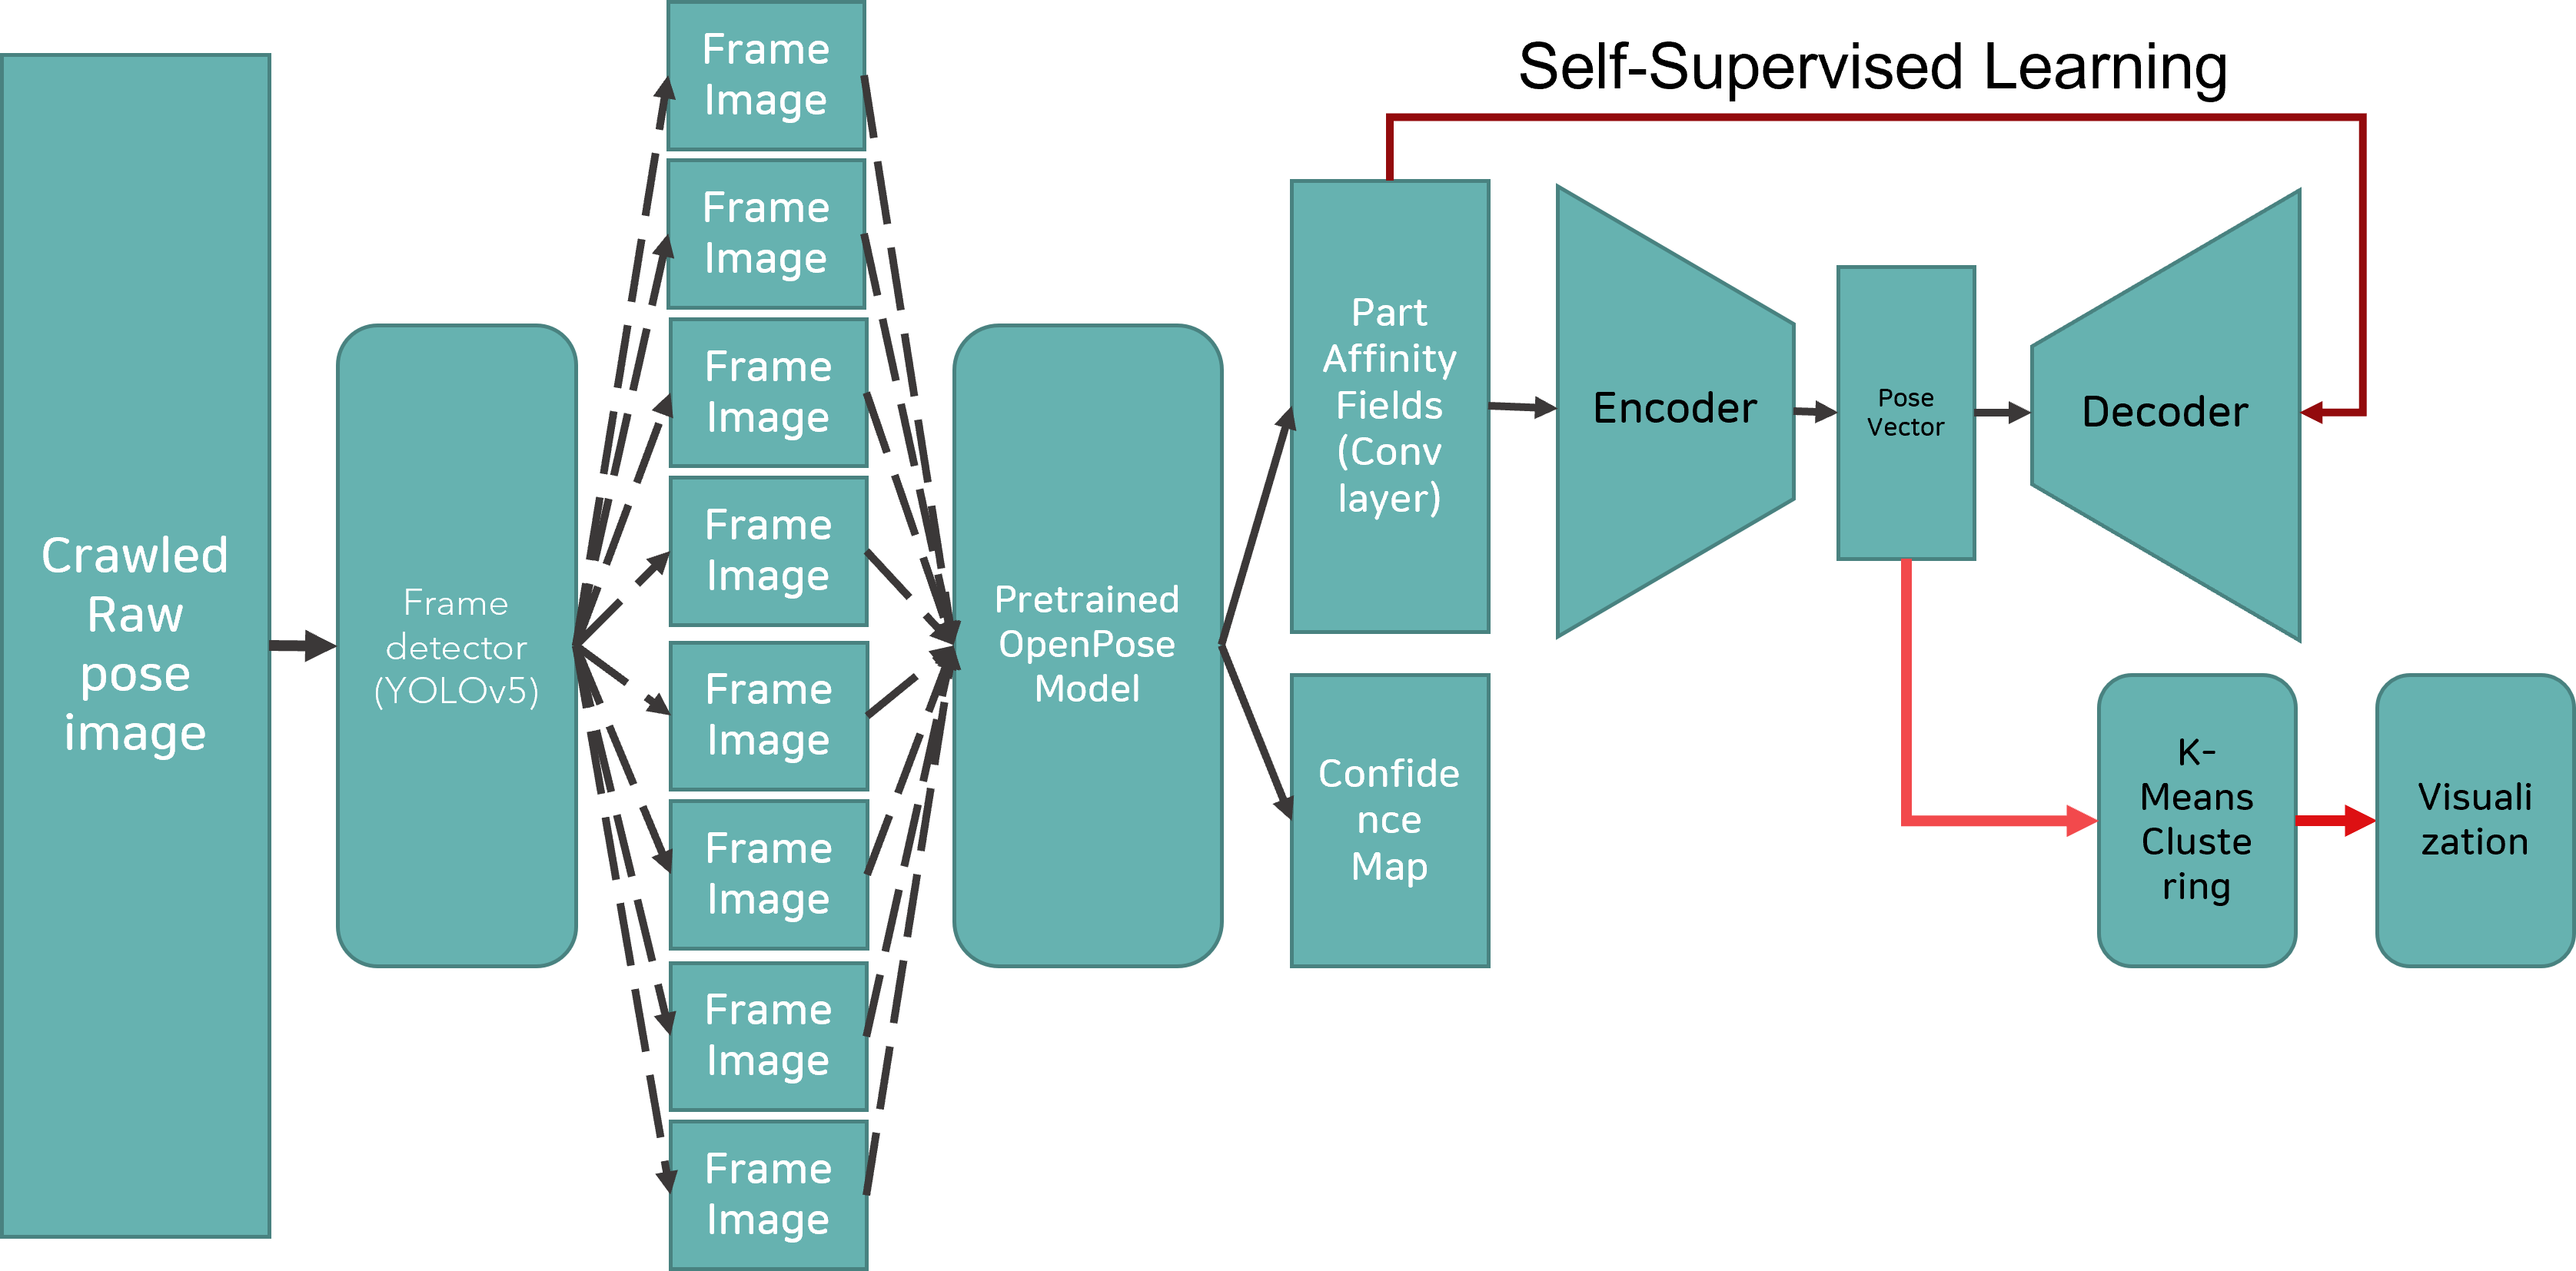 Crawled
Raw
pose
image
Frame
detector
(YOLOv5)
Frame
Image
Frame
Image
Frame
Image
Frame
Image
Frame
Image
Frame
Image
Frame
Image
Frame
Image
Pretrained
OpenPose
Model
Self-Supervised Learning
Part
Affinity
Fields
(Conv
layer)
Confide
nce
Map
Encoder
Pose
Vector
Decoder
K-
Means
Cluste
ring
Visuali
zation